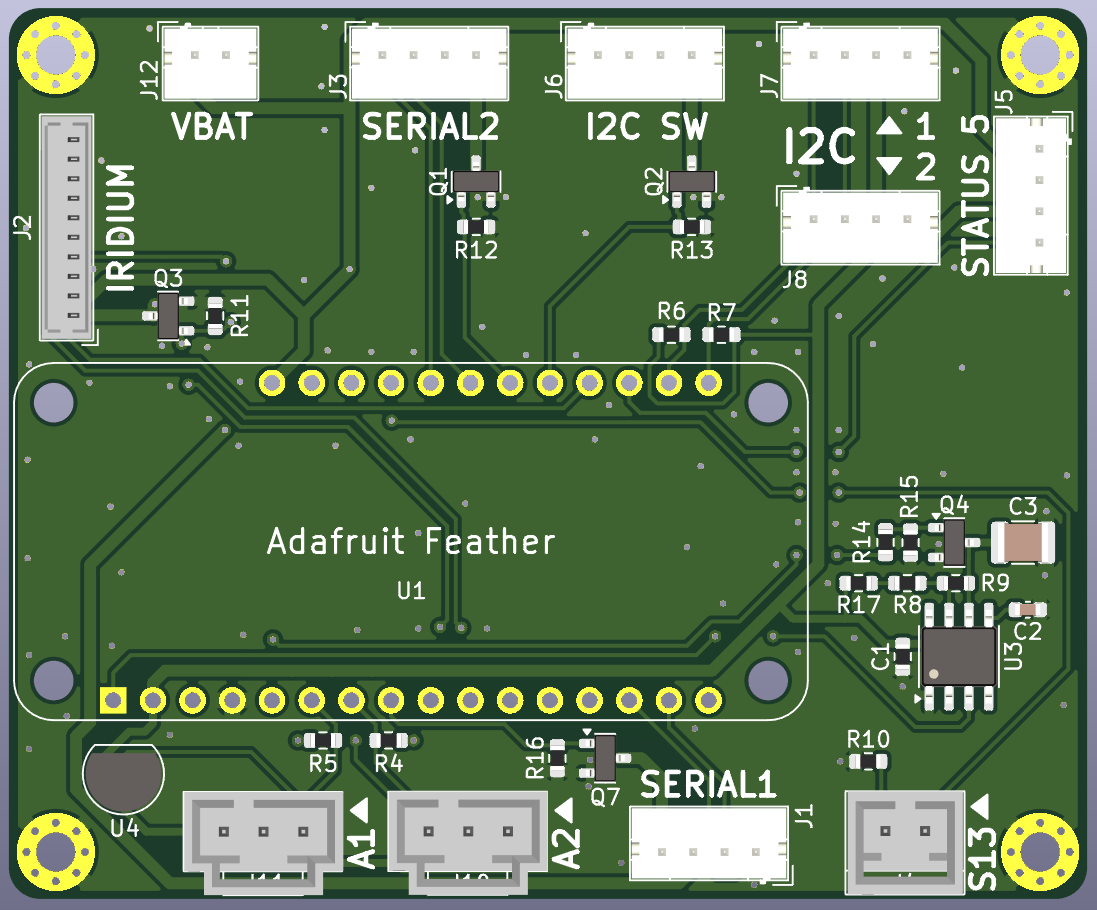 J12
J3
J6
J7
J5
VBAT
SERIAL2
I2C SW
I2C
1
2
STATUS 5
J2
IRIDIUM
Q1
R12
Q2
R13
J8
Q3
R11
R6
R7
Adafruit Feather
U1
R15
Q4
C3
R14
R17
R8
R9
C2
C1
U3
R5
R4
R16
Q7
R10
SERIAL1
J1
U4
A1
A2
S13